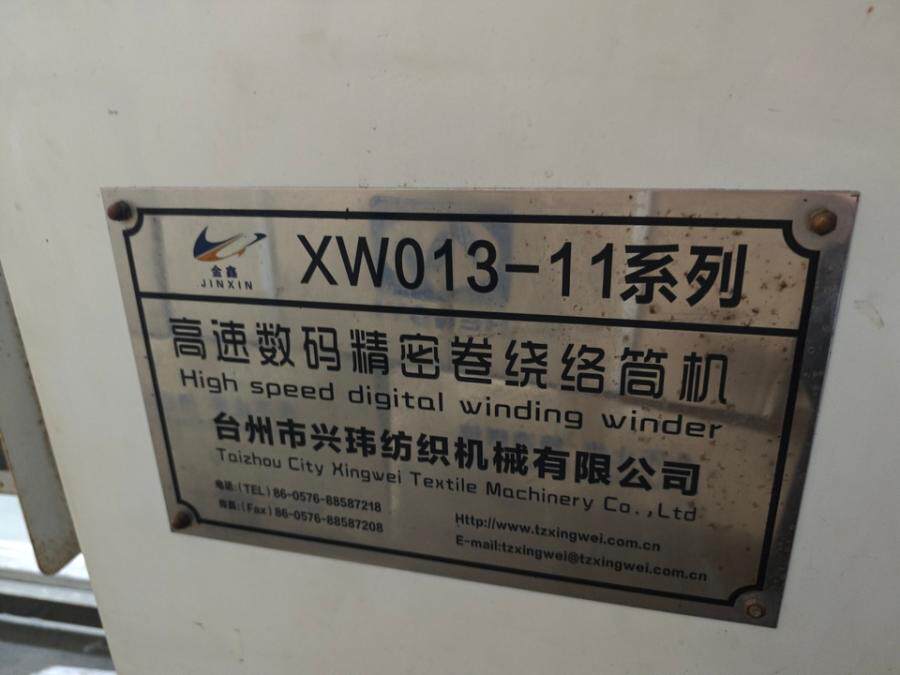 金鑫
JINXIN
XW013-11系列
高速数码精密卷绕络筒机
High speed digital winding winder
台州市兴玮纺织机械有限公司
Taizhou City Xingwei Textile Machinery Co.,Ltd
电话:(TEL)86-0576-88587218
传真:(Fax)86-0576-88587208
Http://www.tzxingwei.com.cn
E-mail:tzxingwei@tzxingwei.com.cn